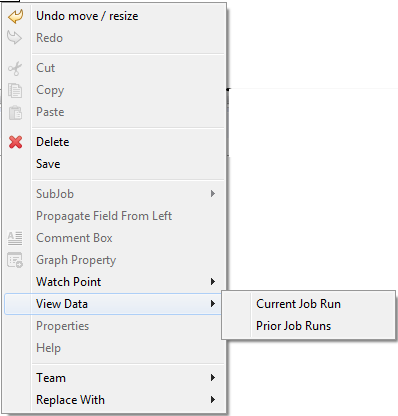 Undo move / resize
Redo
Cut
Copy
Paste
Delete
Save
SubJob
Propagate Field From Left
Comment Box
Graph Property
Watch Point
View Data
Current Job Run
Prior Job Runs
Properties
Help
Team
Replace With